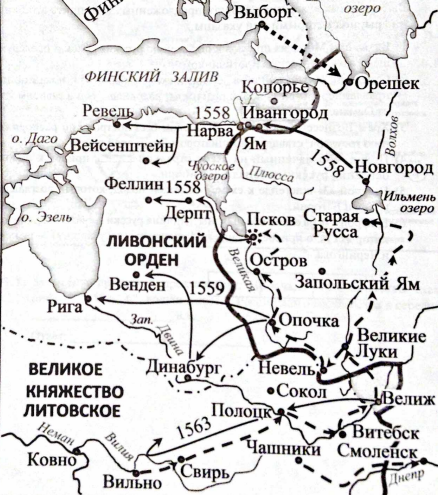 Фин
Выборг
озеро
ФИНСКИЙ ЗАЛИВ
Копорье
Орешек
Ревель
1558
Ивангород
Нарва
Ям
Волхов
о. Даго
Вейсенштейн
Чудское
озеро
Плюсса
1558
Новгород
Феллин
1558
Ильмень
озеро
о. Эзель
Дерпт
Псков
Старая
Русса
ЛИВОНСКИЙ
ОРДЕН
Великая
Остров
Запольский Ям
Венден
1559
Рига
Зап.
Двина
Опочка
Великие
Луки
Динабург
Невель
ВЕЛИКОЕ
КНЯЖЕСТВО
ЛИТОВСКОЕ
Сокол
Велиж
Полоцк
Неман
Вилия
1563
Витебск
Чашники
Смоленск
Ковно
Свирь
Вильно
Днепр